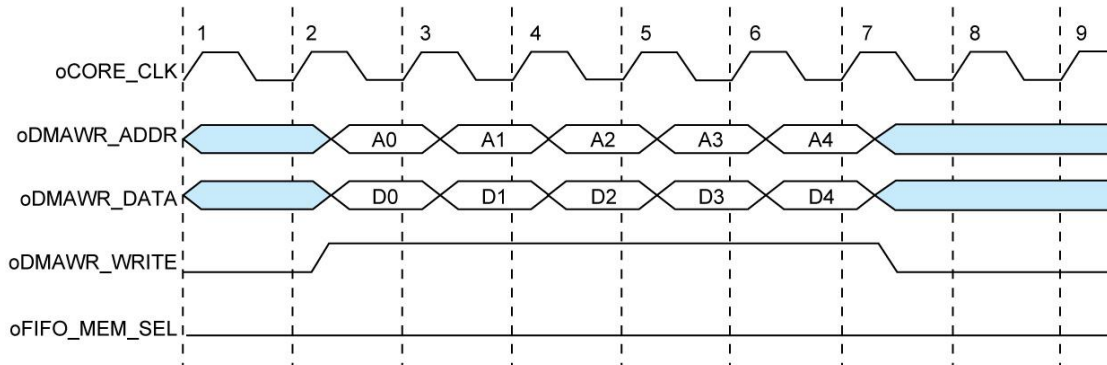 1 2 3 4 5 6 7 8 9
oCORE_CLK
oDMAWR_ADDR A0 A1 A2 A3 A4
oDMAWR_DATA D0 D1 D2 D3 D4
oDMAWR_WRITE
oFIFO_MEM_SEL